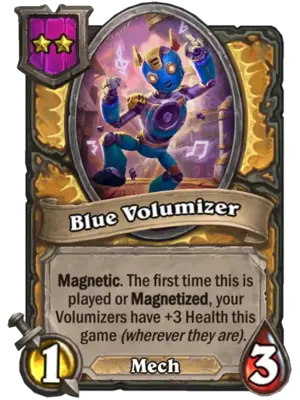 Blue Volumizer
Magnetic. The first time this is
played or Magnetized, your
Volumizers have +3 Health this
game (wherever they are).
1
Mech
3